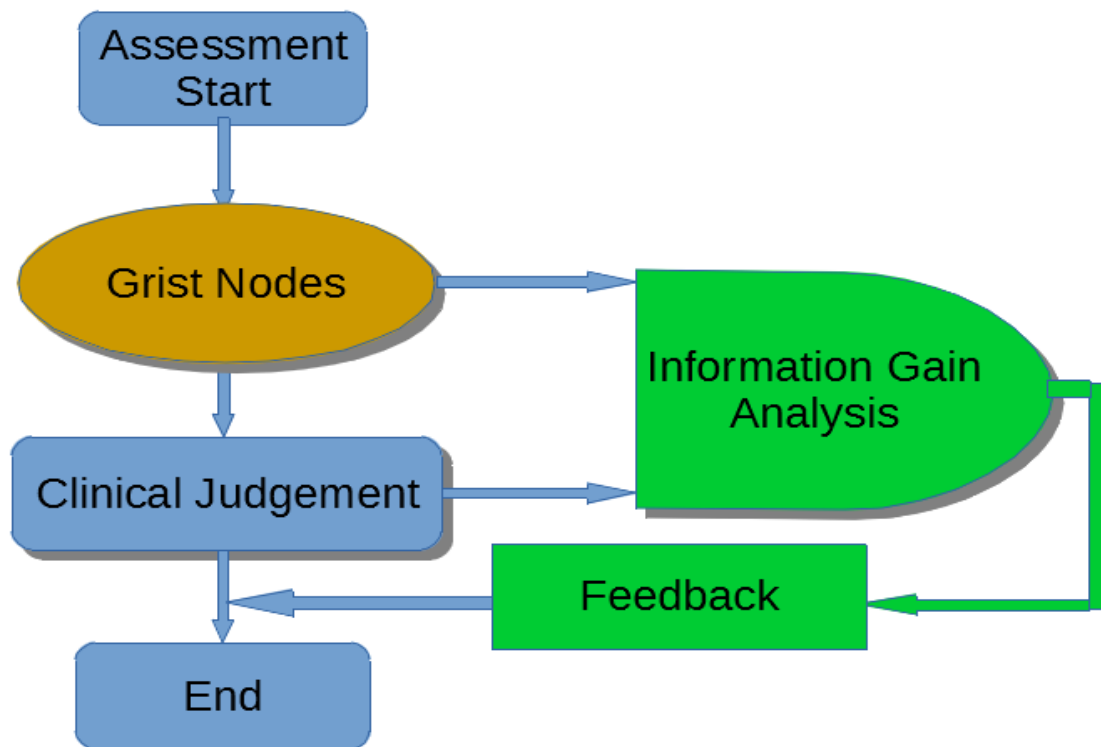 Assessment
Start
Grist Nodes
Information Gain
Analysis
Clinical Judgement
Feedback
End